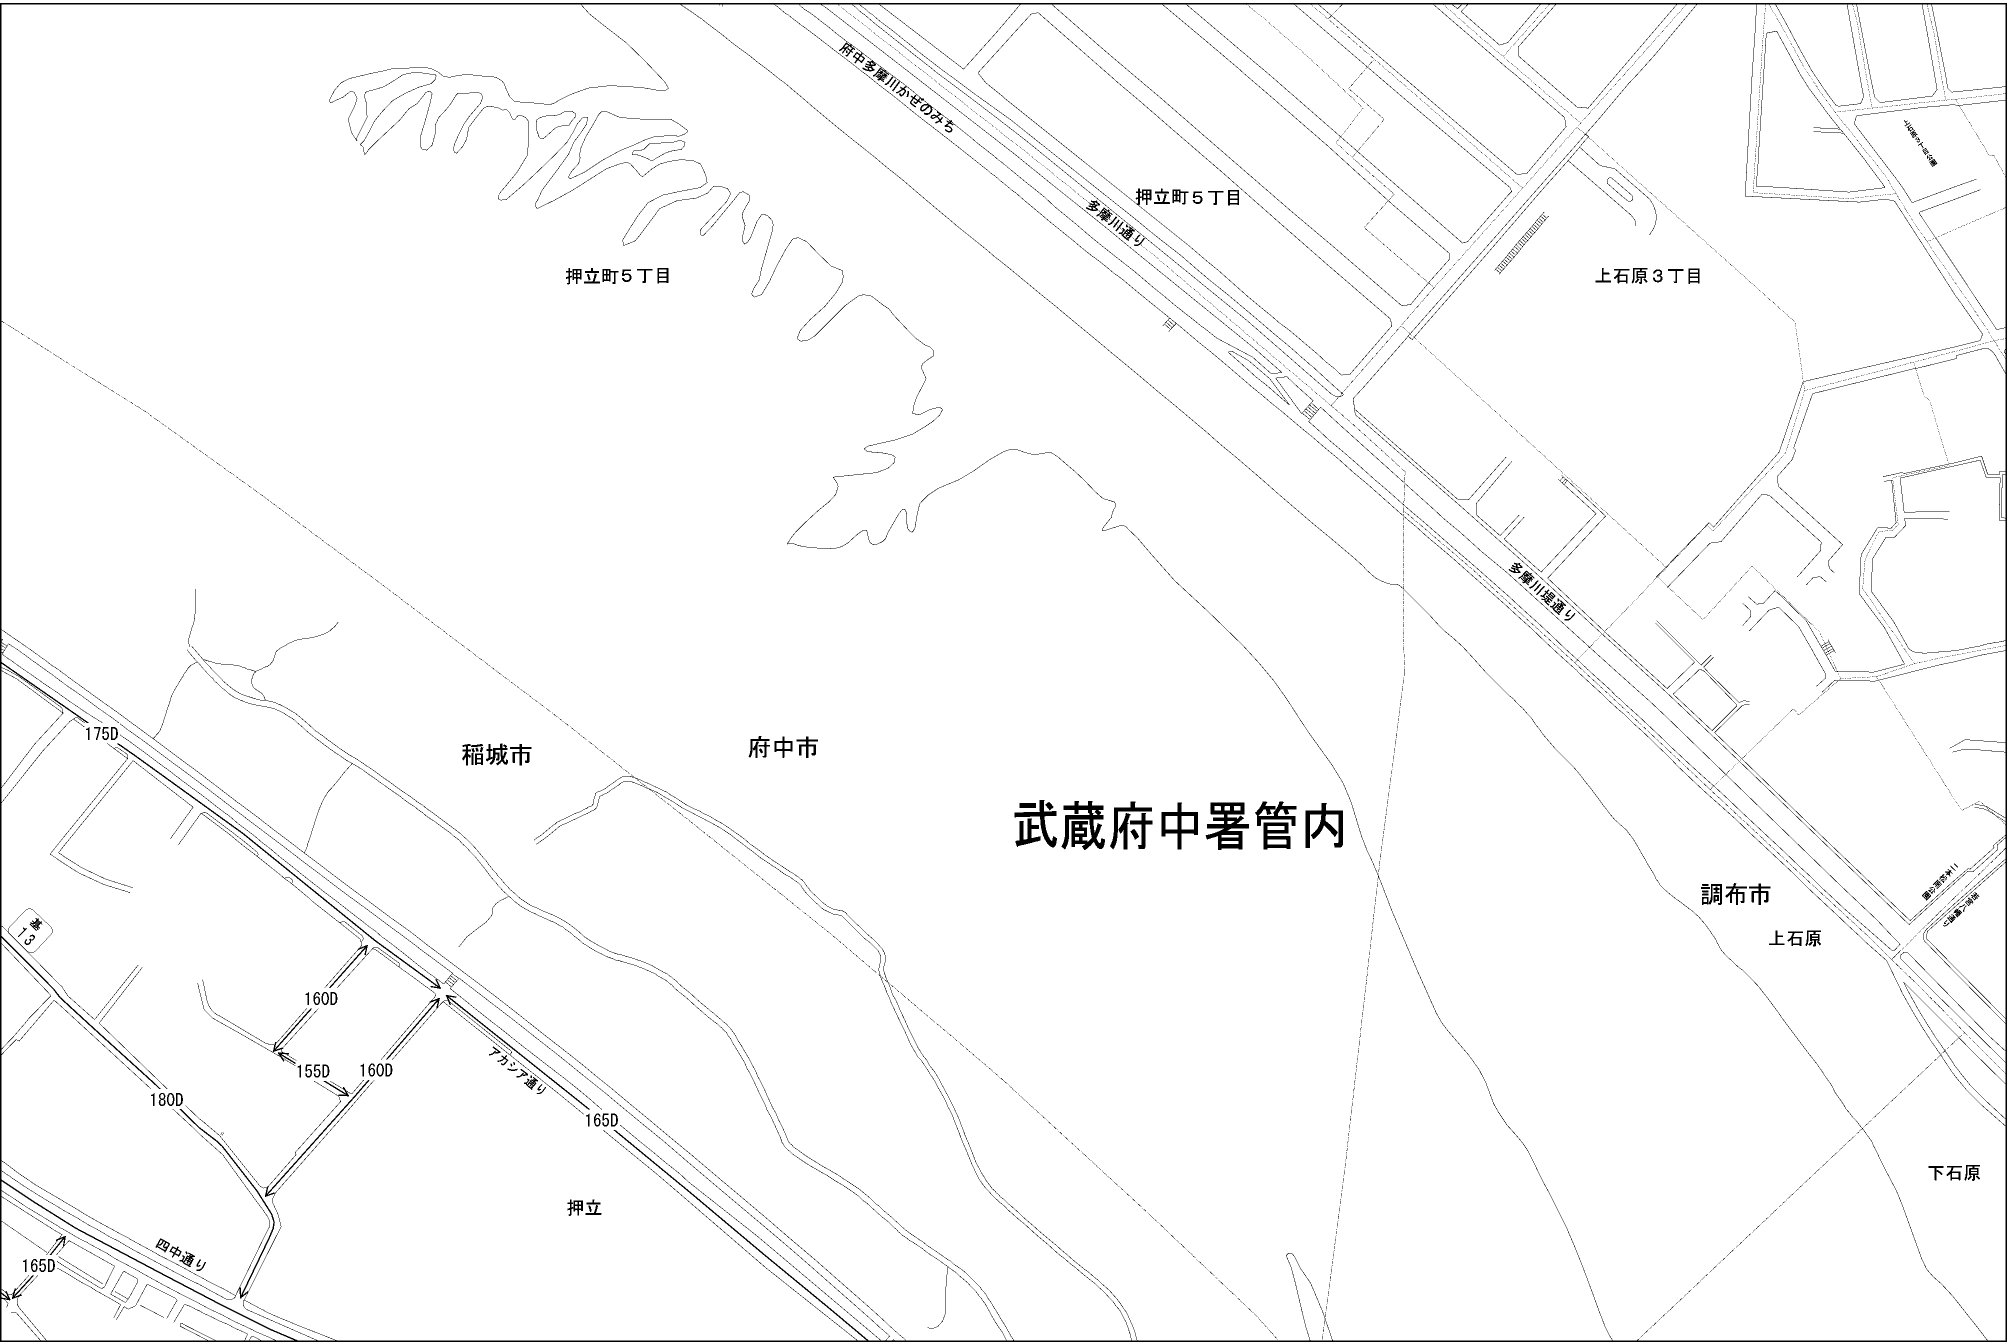 府中多摩川かぜのみち
押立町５丁目
多摩川通り
押立町５丁目
上石原３丁目
多摩川堤通り
175D
稲城市
府中市
武蔵府中署管内
調布市
上石原
基
13
160D
155D
160D
アカシア通り
180D
165D
押立
下石原
四中通り
165D